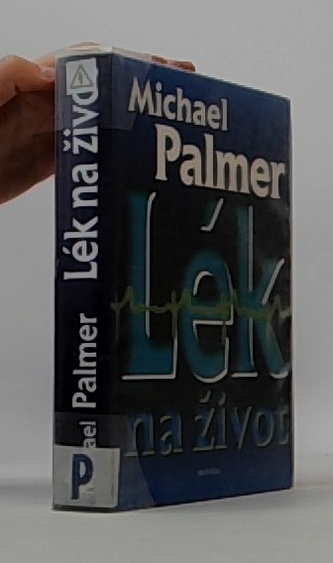 Michael
Palmer
Lék
na život
ael Palmer Lék na život
P